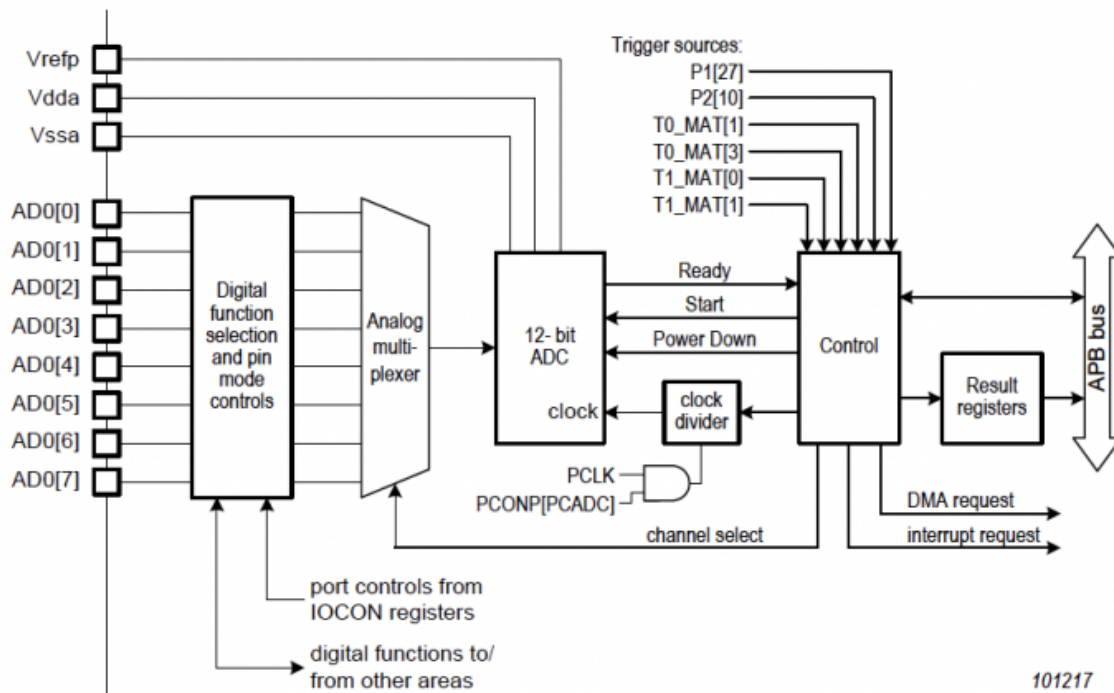 Vrefp
Vdda
Vssa
AD0[0]
AD0[1]
AD0[2]
AD0[3]
AD0[4]
AD0[5]
AD0[6]
AD0[7]
Digital
function
selection
and pin
mode
controls
Analog
multi-
plexer
12- bit
ADC
clock
Trigger sources:
P1[27]
P2[10]
T0_MAT[1]
T0_MAT[3]
T1_MAT[0]
T1_MAT[1]
Ready
Start
Power Down
clock
divider
PCLK
PCONP[PCADC]
channel select
Control
Result
registers
APB bus
DMA request
interrupt request
port controls from
IOCON registers
digital functions to/
from other areas
101217